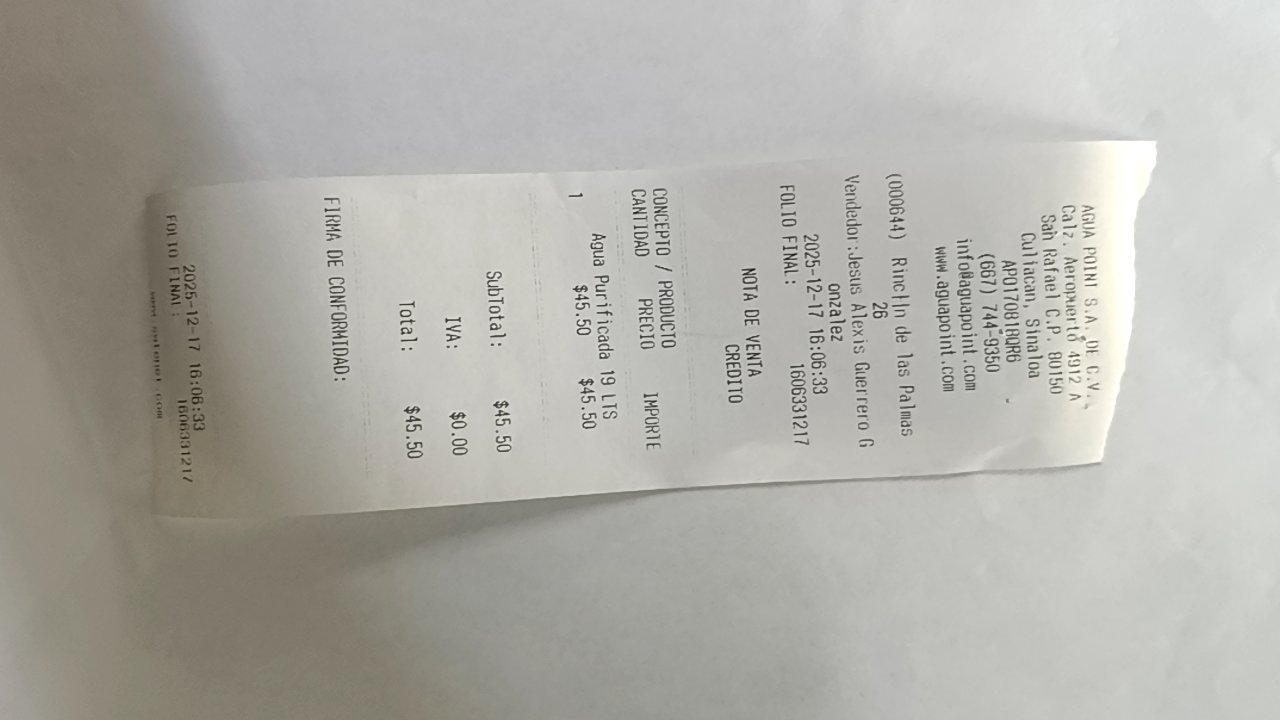 AGUA POINT S.A. DE C.V.
Calz. Aeropuerto 4912 A
San Rafael C.P. 80150
Culiacan, Sinaloa
APO170818QR6
(667) 744-9350
info@aguapoint.com
www.aguapoint.com
(000644) Rinc|ln de las Palmas
26
Vendedor:Jesus Alexis Guerrero G
onzalez
2025-12-17 16:06:33
FOLIO FINAL: 1606331217
NOTA DE VENTA
CREDITO
CONCEPTO / PRODUCTO
CANTIDAD PRECIO IMPORTE
Agua Purificada 19 LTS
1 $45.50 $45.50
SubTotal: $45.50
IVA: $0.00
Total: $45.50
FIRMA DE CONFORMIDAD:
2025-12-17 16:06:33
FOLIO FINAL: 1606331217